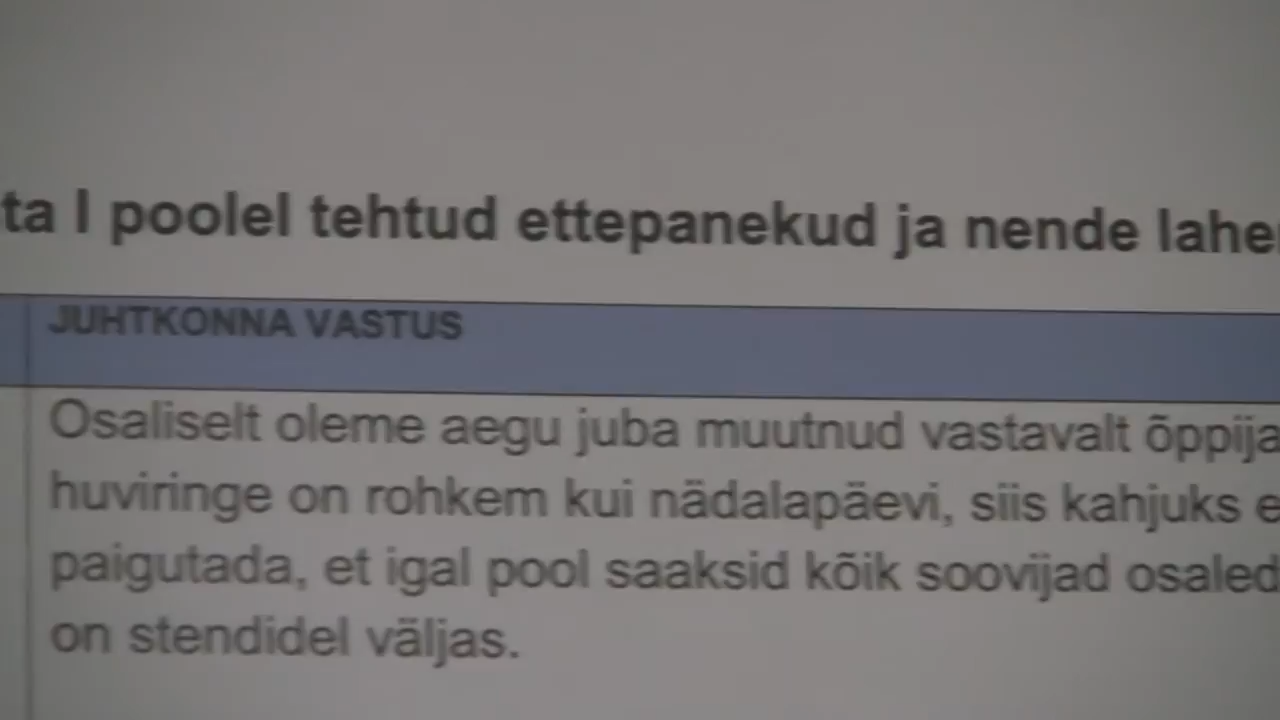 ta I poolel tehtud ettepanekud ja nende lahe
JUHTKONNA VASTUS
Osaliselt oleme aegu juba muutnud vastavalt õppija
huviringe on rohkem kui nädalapäevi, siis kahjuks e
paigutada, et igal pool saaksid kõik soovijad osaled
on stendidel väljas.